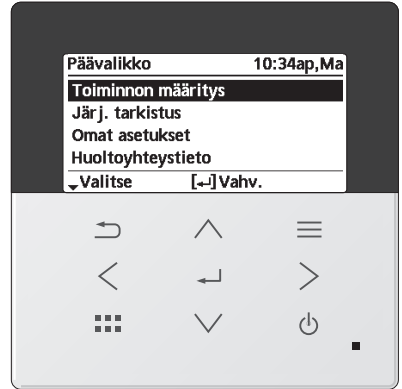 Päävalikko 10:34ap,Ma
Toiminnon määritys
Järj. tarkistus
Omat asetukset
Huoltoyhteystieto
Valitse [↵]Vahv.